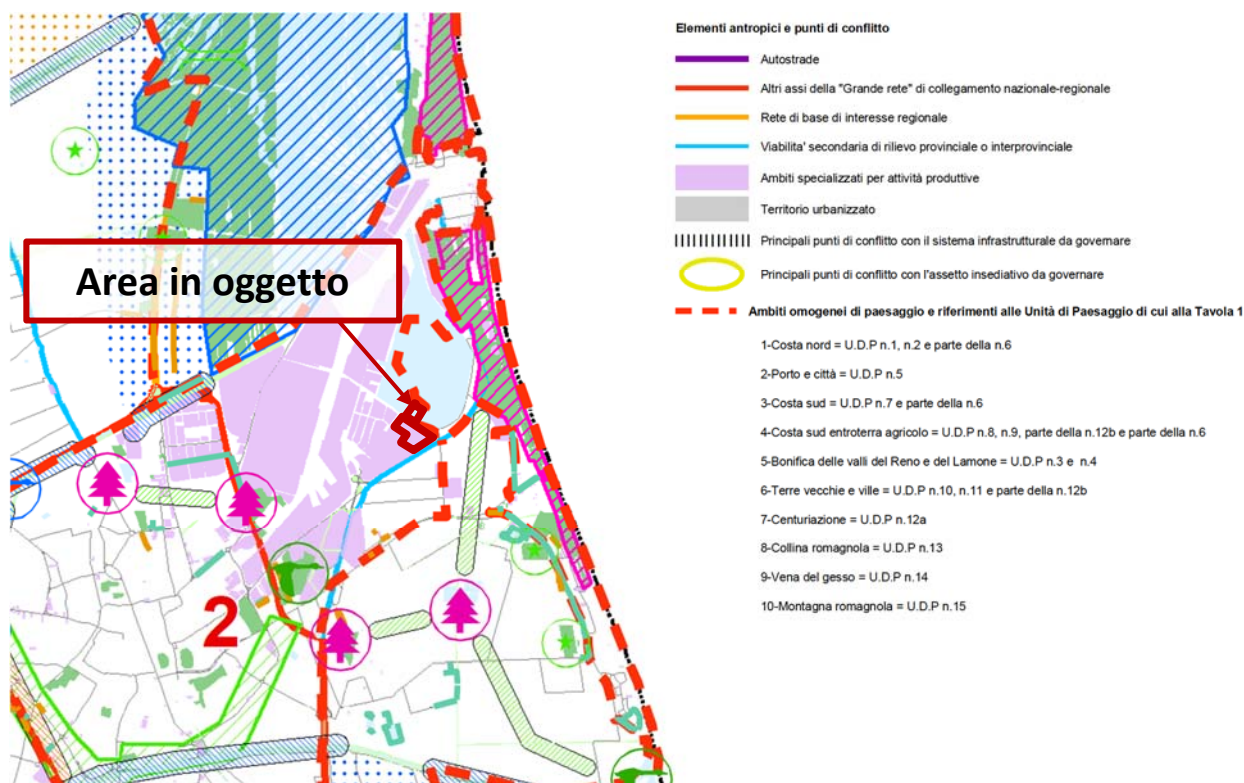 Area in oggetto
2
Elementi antropici e punti di conflitto
Autostrade
Altri assi della "Grande rete" di collegamento nazionale-regionale
Rete di base di interesse regionale
Viabilita' secondaria di rilievo provinciale o interprovinciale
Ambiti specializzati per attività produttive
Territorio urbanizzato
Principali punti di conflitto con il sistema infrastrutturale da governare
Principali punti di conflitto con l'assetto insediativo da governare
Ambiti omogenei di paesaggio e riferimenti alle Unità di Paesaggio di cui alla Tavola 1
1-Costa nord = U.D.P n.1, n.2 e parte della n.6
2-Porto e città = U.D.P n.5
3-Costa sud = U.D.P n.7 e parte della n.6
4-Costa sud entroterra agricolo = U.D.P n.8, n.9, parte della n.12b e parte della n.6
5-Bonifica delle valli del Reno e del Lamone = U.D.P n.3 e n.4
6-Terre vecchie e ville = U.D.P n.10, n.11 e parte della n.12b
7-Centuriazione = U.D.P n.12a
8-Collina romagnola = U.D.P n.13
9-Vena del gesso = U.D.P n.14
10-Montagna romagnola = U.D.P n.15